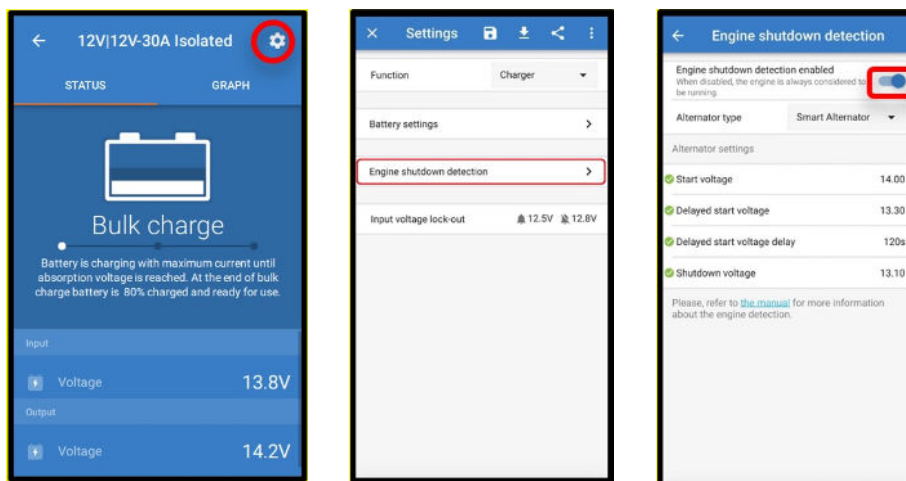 12V|12V-30A Isolated
STATUS
GRAPH
Bulk charge
Battery is charging with maximum current until
absorption voltage is reached. At the end of bulk
charge battery is 80% charged and ready for use.
Input
Voltage 13.8V
Output
Voltage 14.2V
Settings
Function Charger
Battery settings
Engine shutdown detection
Input voltage lock-out 12.5V 12.8V
Engine shutdown detection
Engine shutdown detection enabled
When disabled, the engine is always considered to
be running.
Alternator type Smart Alternator
Alternator settings
Start voltage 14.00
Delayed start voltage 13.30
Delayed start voltage delay 120s
Shutdown voltage 13.10
Please, refer to the manual for more information
about the engine detection.